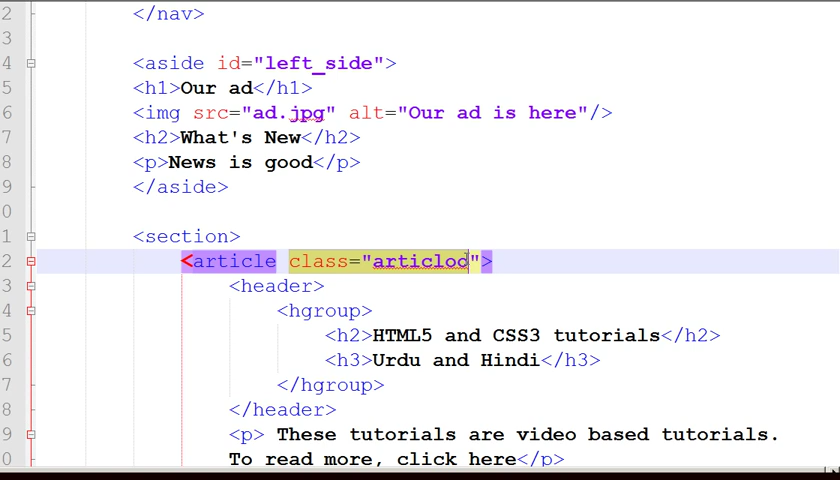 2 </nav>
3
4 <aside id="left_side">
5 <h1>Our ad</h1>
6 <img src="ad.jpg" alt="Our ad is here"/>
7 <h2>What's New</h2>
8 <p>News is good</p>
9 </aside>
0
1 <section>
2 <article class="articlod">
3 <header>
4 <hgroup>
5 <h2>HTML5 and CSS3 tutorials</h2>
6 <h3>Urdu and Hindi</h3>
7 </hgroup>
8 </header>
9 <p> These tutorials are video based tutorials.
0 To read more, click here</p>